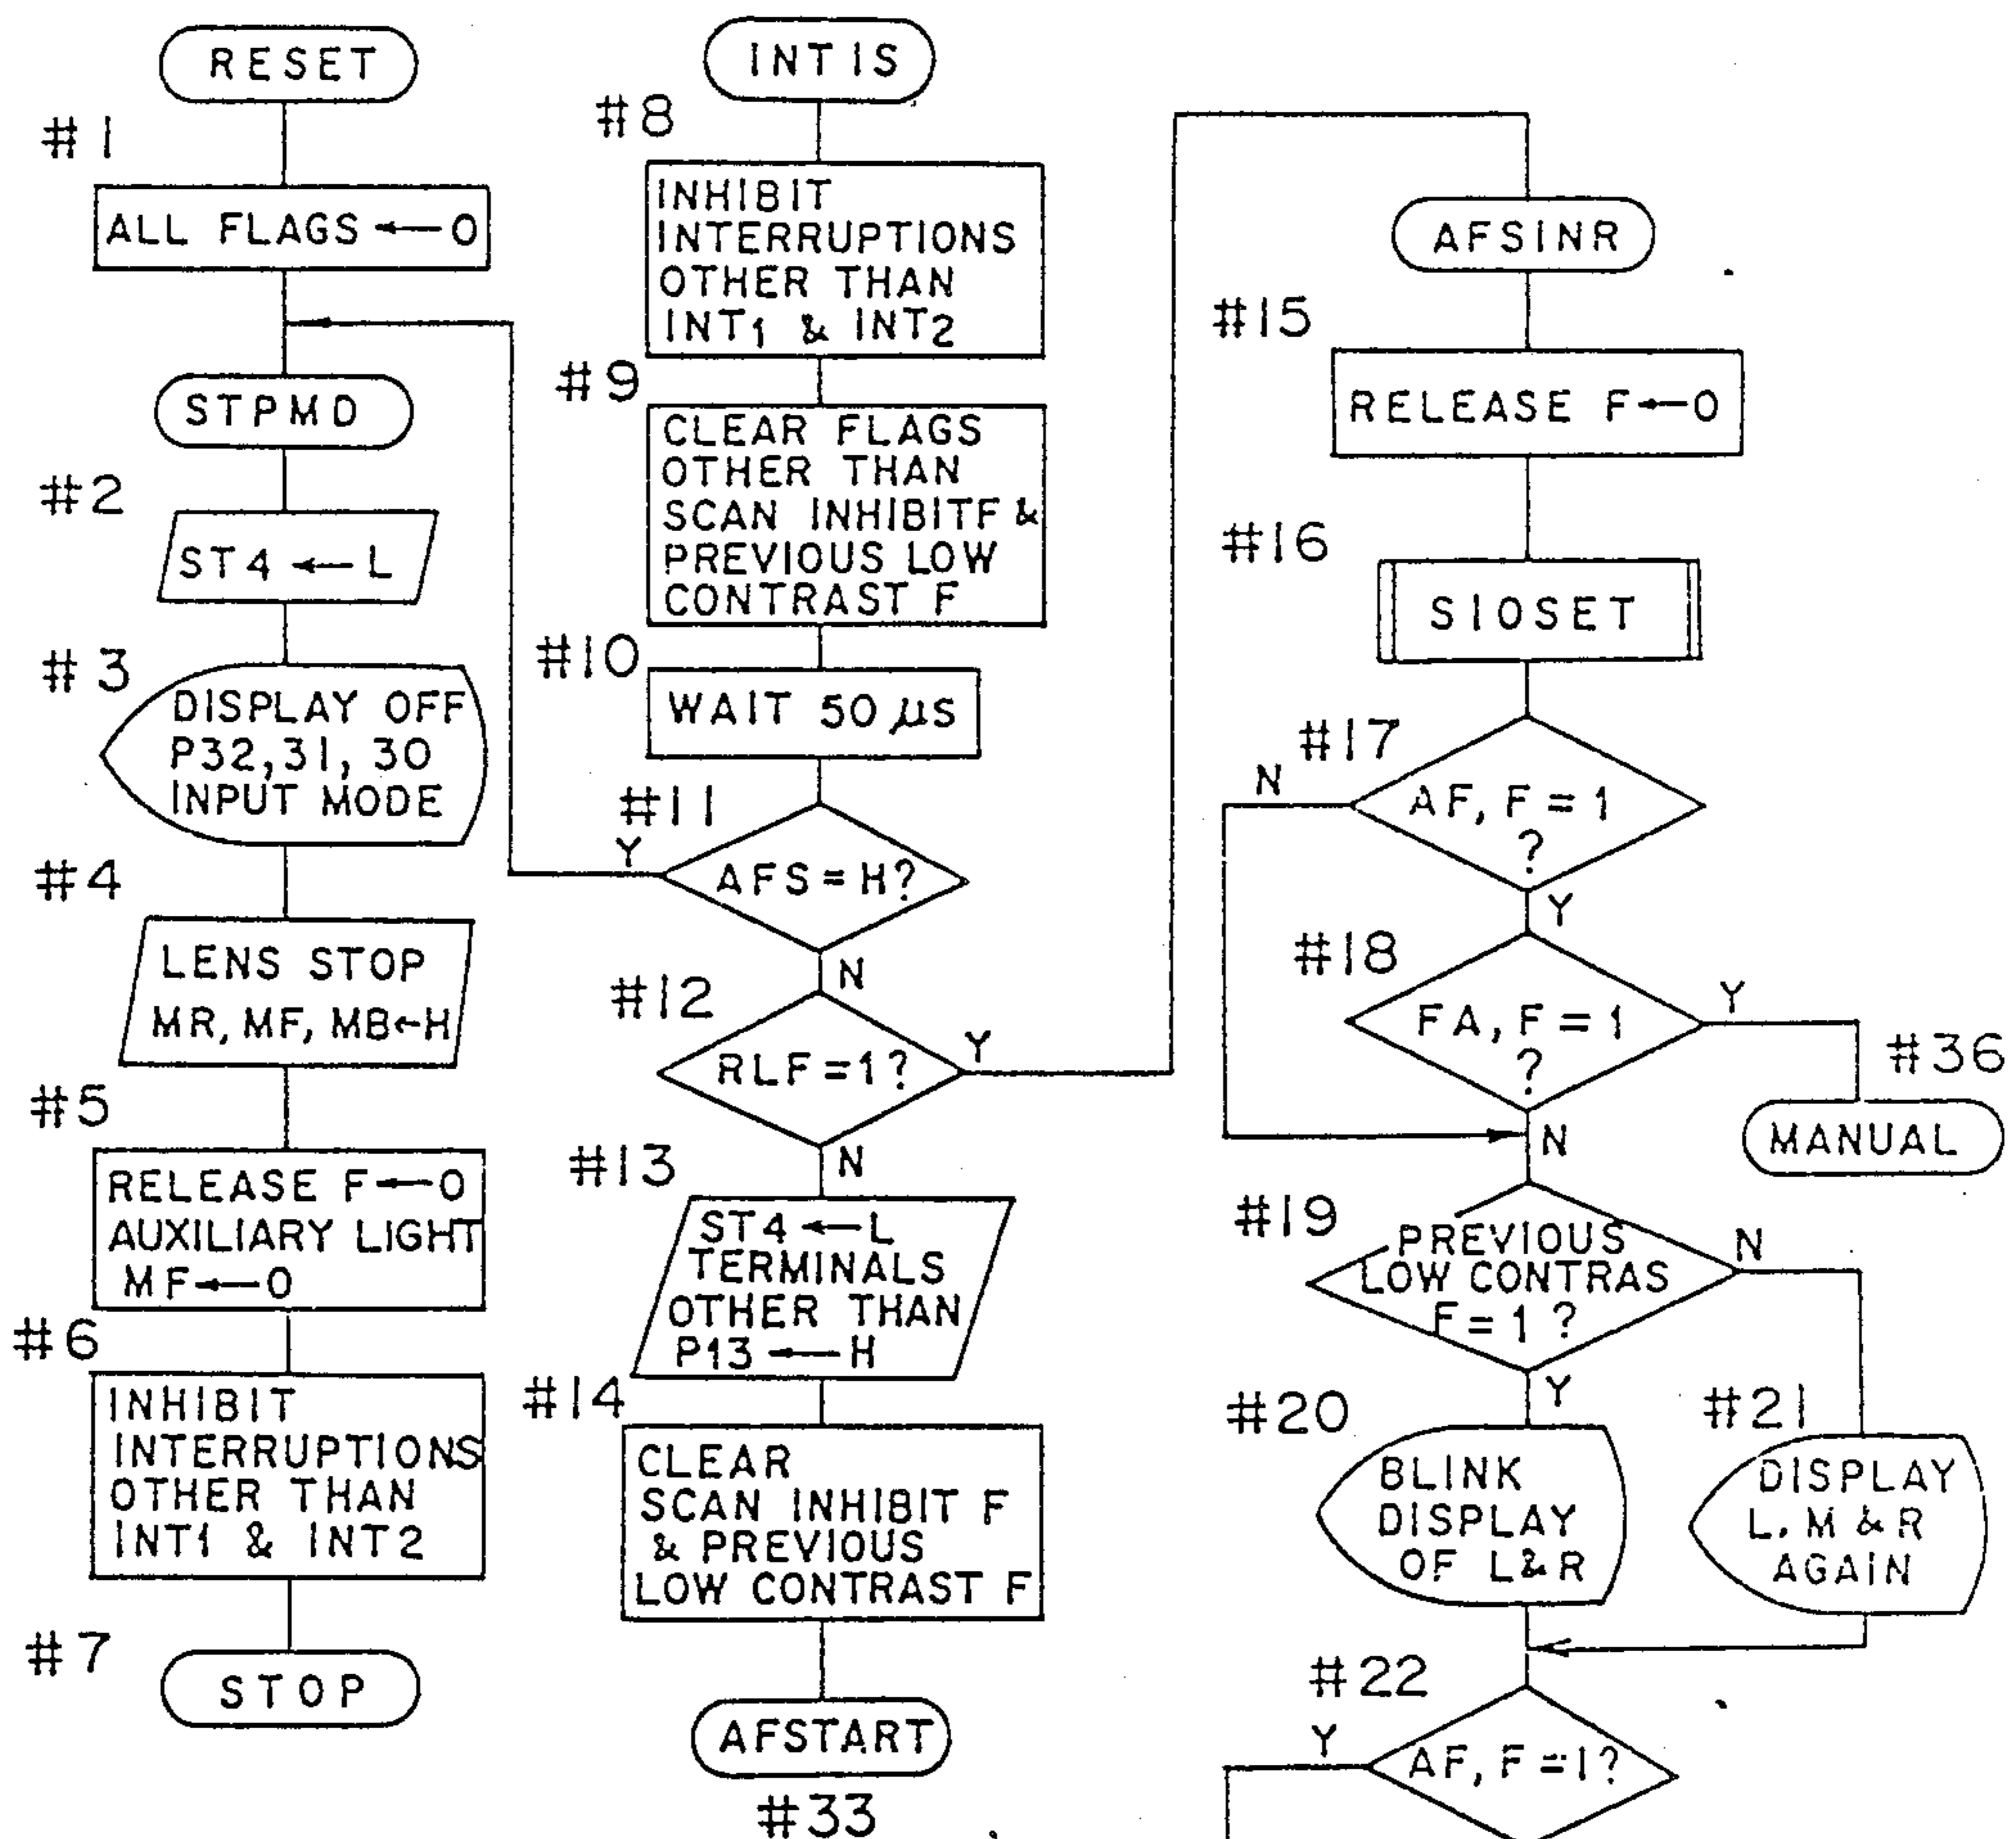 RESET
#1
ALL FLAGS ← 0
STPMD
#2
ST4 ← L
#3
DISPLAY OFF
P32, 31, 30
INPUT MODE
#4
LENS STOP
MR, MF, MB←H
#5
RELEASE F←0
AUXILIARY LIGHT
MF←0
#6
INHIBIT
INTERRUPTIONS
OTHER THAN
INT1 & INT2
#7
STOP
INTIS
#8
INHIBIT
INTERRUPTIONS
OTHER THAN
INT1 & INT2
#9
CLEAR FLAGS
OTHER THAN
SCAN INHIBITF &
PREVIOUS LOW
CONTRAST F
#10
WAIT 50 μs
#11
Y
AFS = H?
N
#12
RLF = 1?
Y
N
#13
ST4 ← L
TERMINALS
OTHER THAN
P13 ← H
#14
CLEAR
SCAN INHIBIT F
& PREVIOUS
LOW CONTRAST F
AFSTART
#33
AFSINR
#15
RELEASE F←0
#16
SIOSET
#17
N
AF, F = 1
?
Y
#18
FA, F = 1
?
Y
#36
MANUAL
N
#19
PREVIOUS
LOW CONTRAS
F = 1 ?
N
Y
#20
BLINK
DISPLAY
OF L&R
#21
DISPLAY
L, M & R
AGAIN
#22
Y
AF, F = 1?